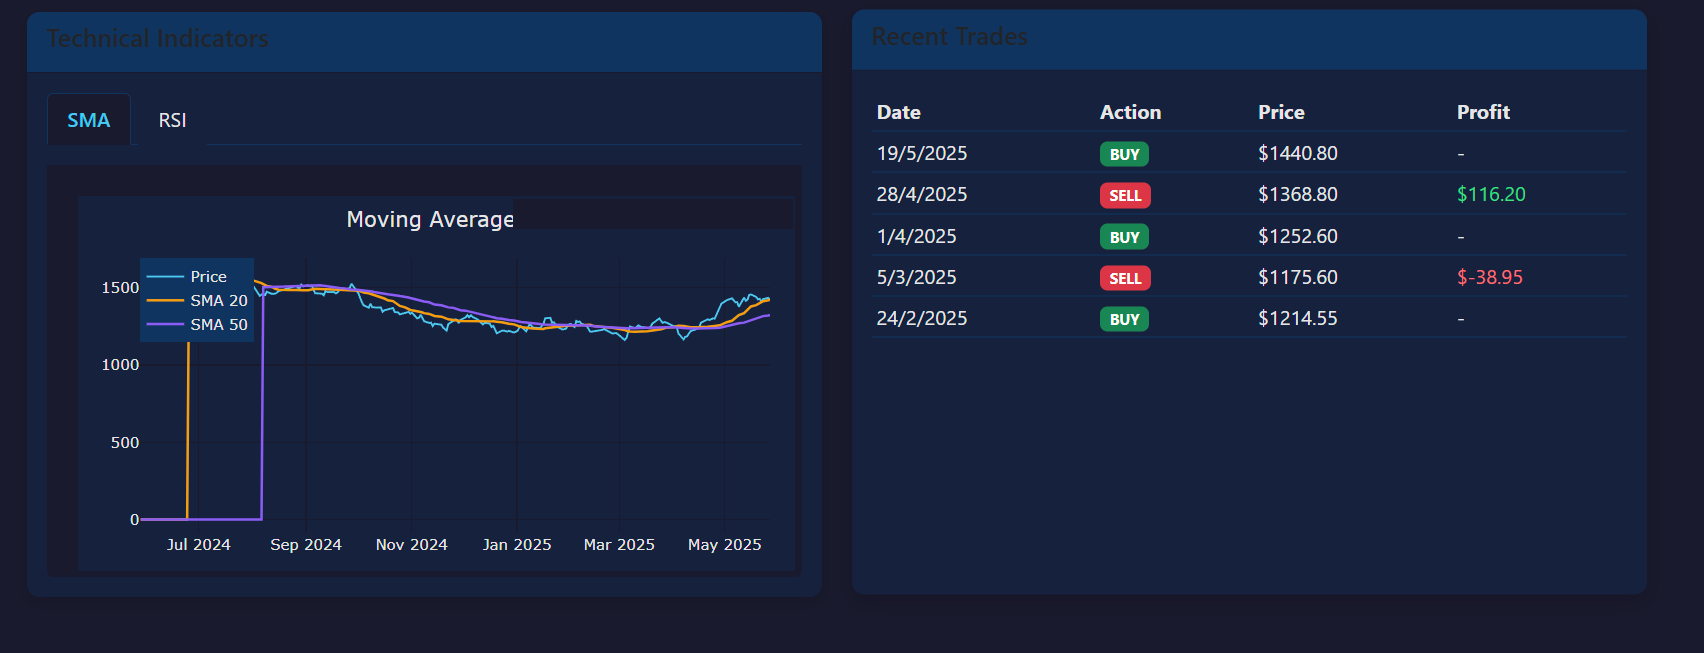 Technical Indicators
SMA RSI
Moving Average
Price
SMA 20
SMA 50
1500
1000
500
0
Jul 2024 Sep 2024 Nov 2024 Jan 2025 Mar 2025 May 2025
Recent Trades
Date Action Price Profit
19/5/2025 BUY $1440.80 -
28/4/2025 SELL $1368.80 $116.20
1/4/2025 BUY $1252.60 -
5/3/2025 SELL $1175.60 $-38.95
24/2/2025 BUY $1214.55 -